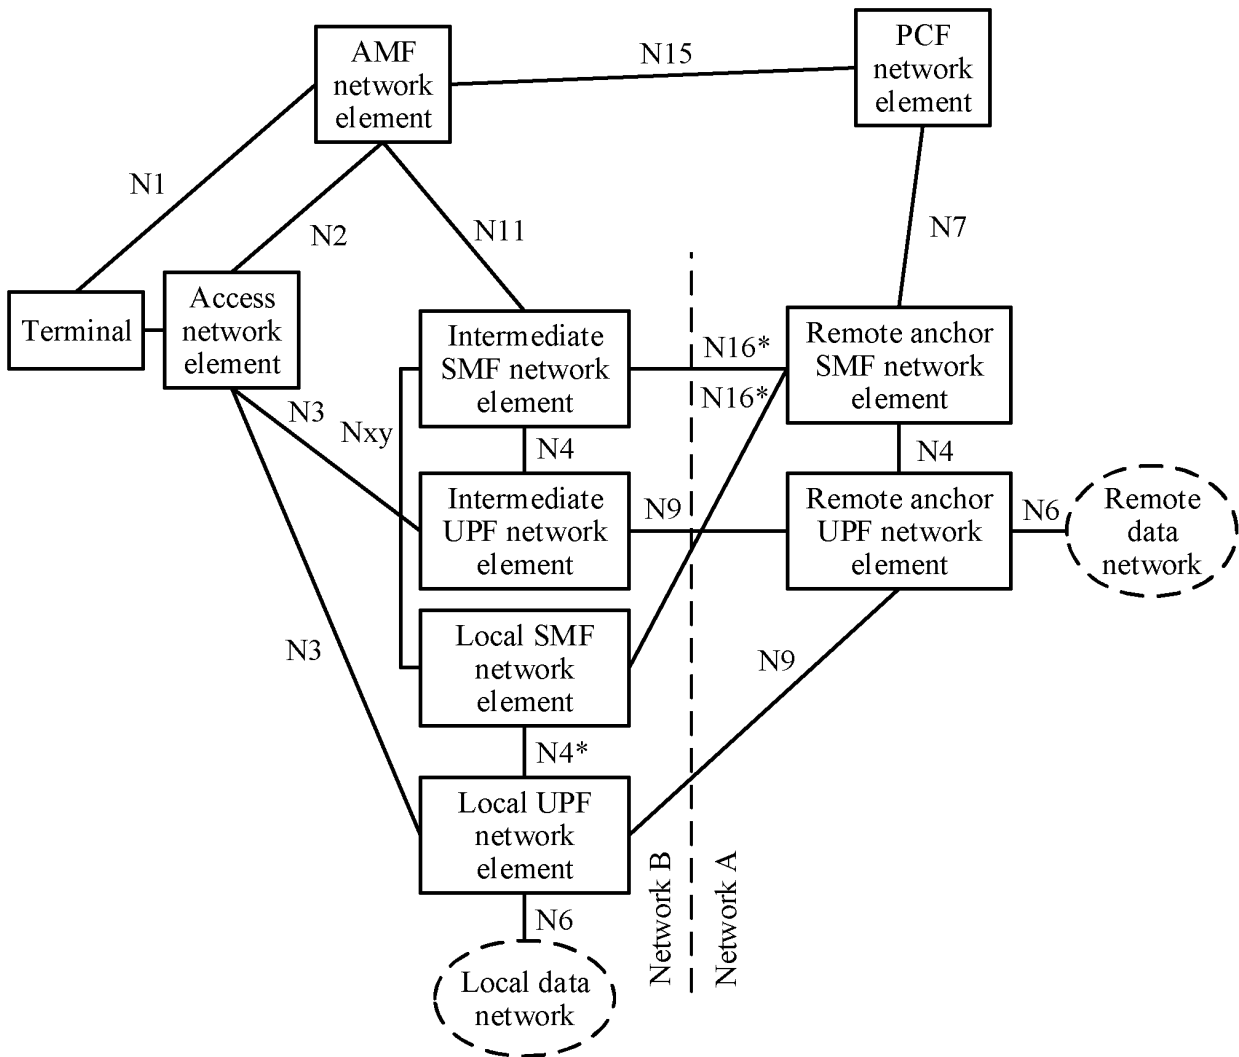 AMF
network
element
N15
PCF
network
element
N1
N2
N11
N7
Terminal
Access
network
element
Intermediate
SMF network
element
N16*
N16*
Remote anchor
SMF network
element
N3
Nxy
N4
N4
Intermediate
UPF network
element
N9
Remote anchor
UPF network
element
N6
Remote
data
network
N3
Local SMF
network
element
N9
N4*
Local UPF
network
element
Network B
Network A
N6
Local data
network